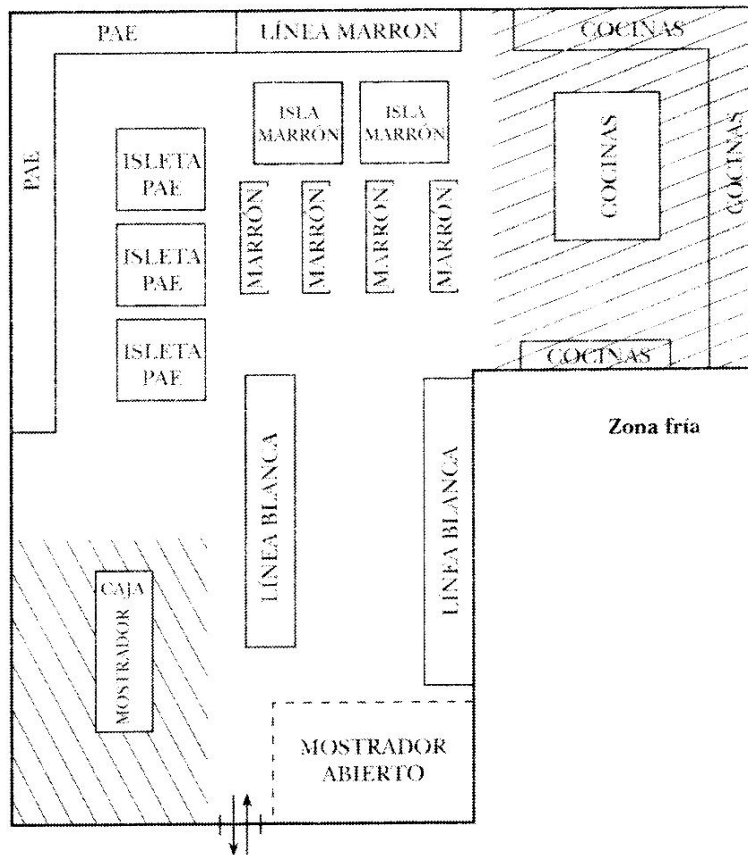 PAE
LÍNEA MARRON
COCINAS
ISLA
MARRÓN
ISLA
MARRÓN
PAE
ISLETA
PAE
ISLETA
PAE
ISLETA
PAE
MARRÓN
MARRÓN
MARRÓN
MARRÓN
COCINAS
COCINAS
COCINAS
Zona fría
LÍNEA BLANCA
LÍNEA BLANCA
CAJA
MOSTRADOR
MOSTRADOR
ABIERTO